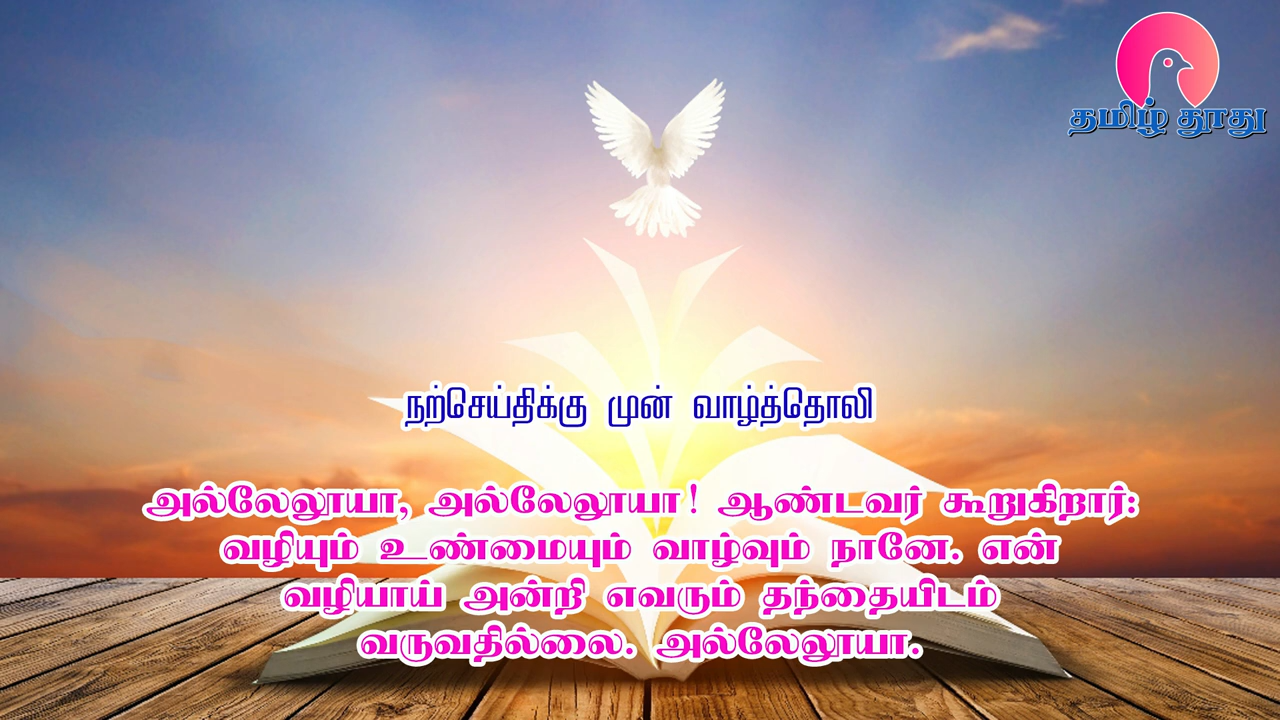 தமிழ் தூது
நற்செய்திக்கு முன் வாழ்த்தொலி
அல்லேலூயா, அல்லேலூயா! ஆண்டவர் கூறுகிறார்:
வழியும் உண்மையும் வாழ்வும் நானே. என்
வழியாய் அன்றி எவரும் தந்தையிடம்
வருவதில்லை. அல்லேலூயா.